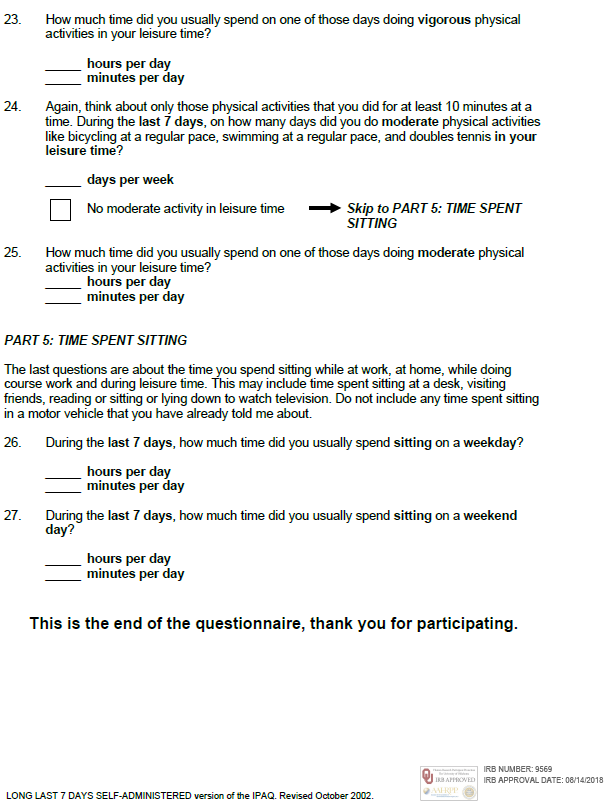 23. How much time did you usually spend on one of those days doing vigorous physical
activities in your leisure time?
_____ hours per day
_____ minutes per day
24. Again, think about only those physical activities that you did for at least 10 minutes at a
time. During the last 7 days, on how many days did you do moderate physical activities
like bicycling at a regular pace, swimming at a regular pace, and doubles tennis in your
leisure time?
_____ days per week
No moderate activity in leisure time Skip to PART 5: TIME SPENT
SITTING
25. How much time did you usually spend on one of those days doing moderate physical
activities in your leisure time?
_____ hours per day
_____ minutes per day
PART 5: TIME SPENT SITTING
The last questions are about the time you spend sitting while at work, at home, while doing
course work and during leisure time. This may include time spent sitting at a desk, visiting
friends, reading or sitting or lying down to watch television. Do not include any time spent sitting
in a motor vehicle that you have already told me about.
26. During the last 7 days, how much time did you usually spend sitting on a weekday?
_____ hours per day
_____ minutes per day
27. During the last 7 days, how much time did you usually spend sitting on a weekend
day?
_____ hours per day
_____ minutes per day
This is the end of the questionnaire, thank you for participating.
IRB APPROVED
AAHRPP
IRB NUMBER: 9569
IRB APPROVAL DATE: 08/14/2018
LONG LAST 7 DAYS SELF-ADMINISTERED version of the IPAQ. Revised October 2002.